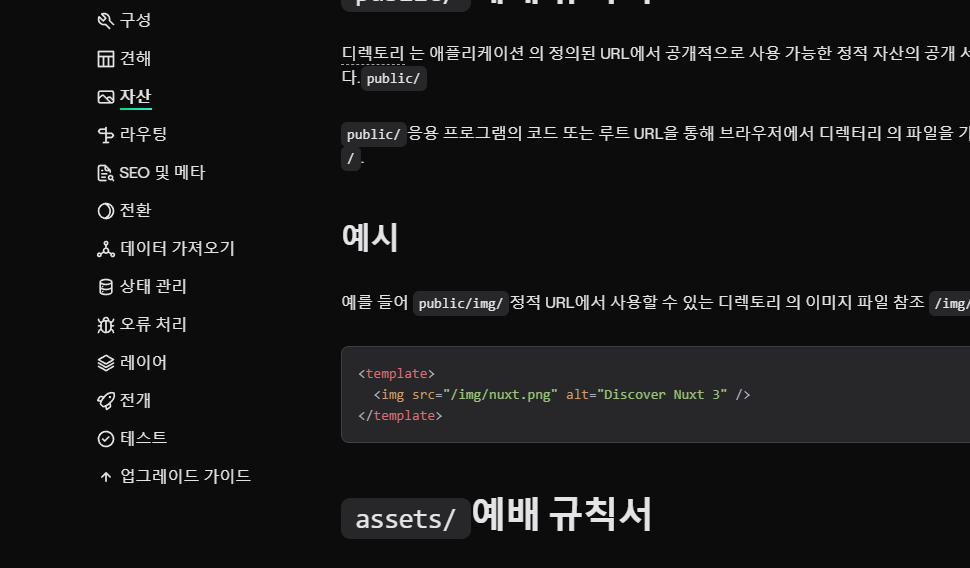 구성
견해
자산
라우팅
SEO 및 메타
전환
데이터 가져오기
상태 관리
오류 처리
레이어
전개
테스트
업그레이드 가이드
public/
디렉토리 는 애플리케이션 의 정의된 URL에서 공개적으로 사용 가능한 정적 자산의 공개
다. public/
public/ 응용 프로그램의 코드 또는 루트 URL을 통해 브라우저에서 디렉터리 의 파일을
/ .
예시
예를 들어 public/img/ 정적 URL에서 사용할 수 있는 디렉토리 의 이미지 파일 참조 /img/
<template>
<img src="/img/nuxt.png" alt="Discover Nuxt 3" />
</template>
assets/ 예배 규칙서